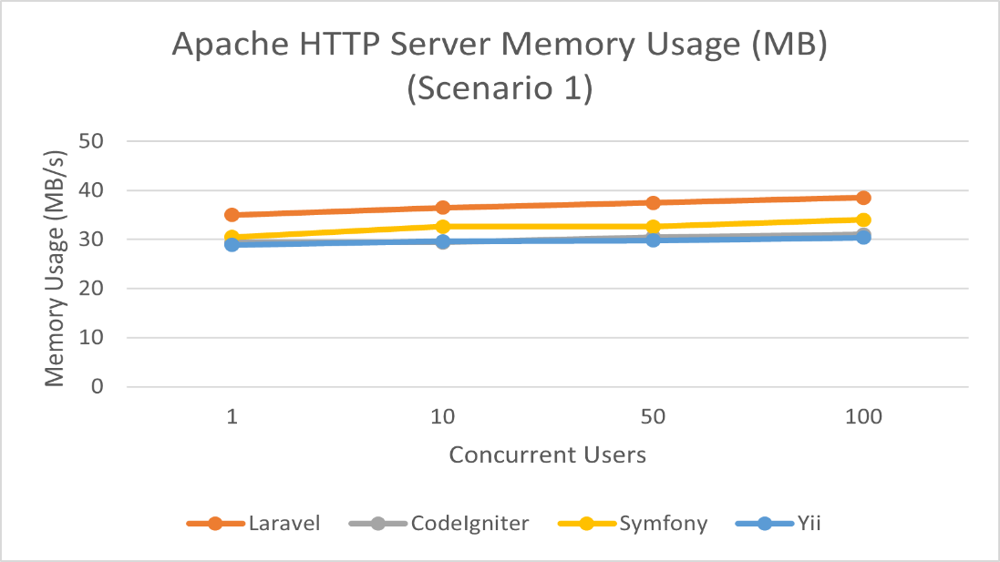 Apache HTTP Server Memory Usage (MB)
(Scenario 1)
Memory Usage (MB/s)
50
40
30
20
10
0
1 10 50 100
Concurrent Users
Laravel CodeIgniter Symfony Yii